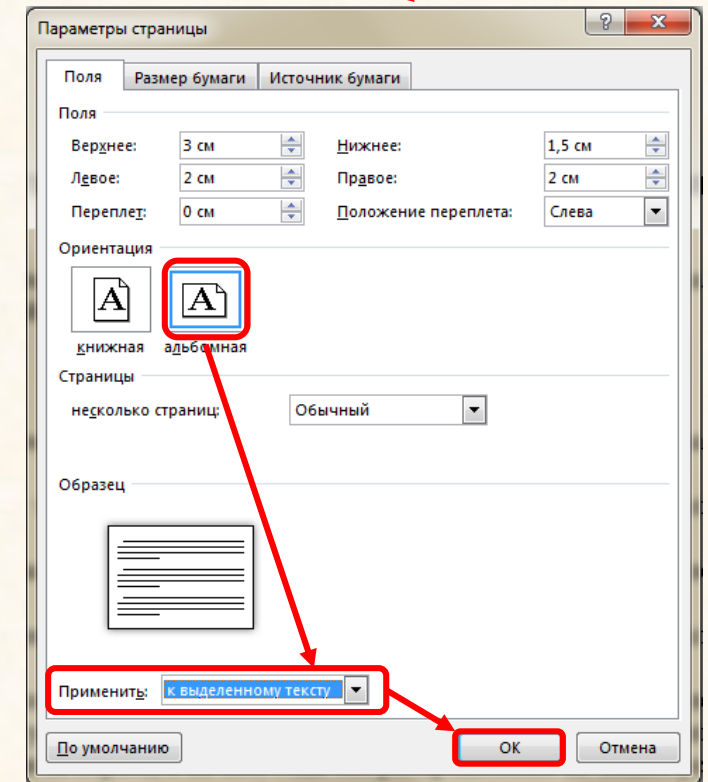 Параметры страницы
Поля Размер бумаги Источник бумаги
Поля
Верхнее: 3 см Нижнее: 1,5 см
Левое: 2 см Правое: 2 см
Переплет: 0 см Положение переплета: Слева
Ориентация
A A
книжная альбомная
Страницы
несколько страниц: Обычный
Образец
Применить: к выделенному тексту
По умолчанию ОК Отмена